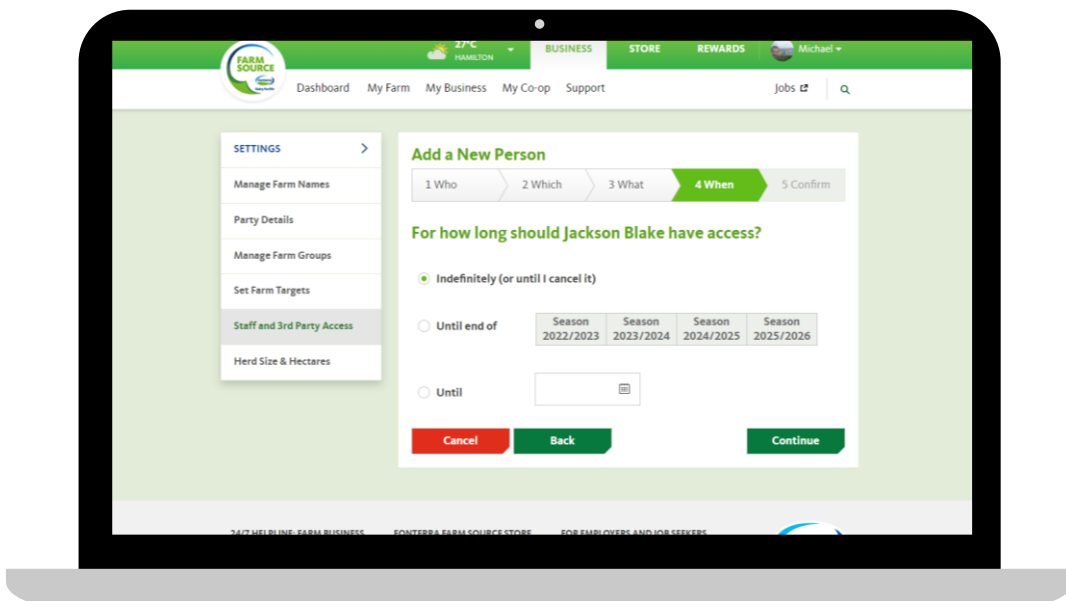 27°C
HAMILTON
BUSINESS
STORE
REWARDS
Michael
FARM
SOURCE
Dashboard
My Farm
My Business
My Co-op
Support
Jobs
SETTINGS
Manage Farm Names
Party Details
Manage Farm Groups
Set Farm Targets
Staff and 3rd Party Access
Herd Size & Hectares
Add a New Person
1 Who
2 Which
3 What
4 When
5 Confirm
For how long should Jackson Blake have access?
Indefinitely (or until I cancel it)
Until end of
Season
2022/2023
Season
2023/2024
Season
2024/2025
Season
2025/2026
Until
Cancel
Back
Continue
24/7 HELPLINE: FARM BUSINESS
FONTERRA FARM SOURCE STORE
FOR EMPLOYERS AND JOB SEEKERS